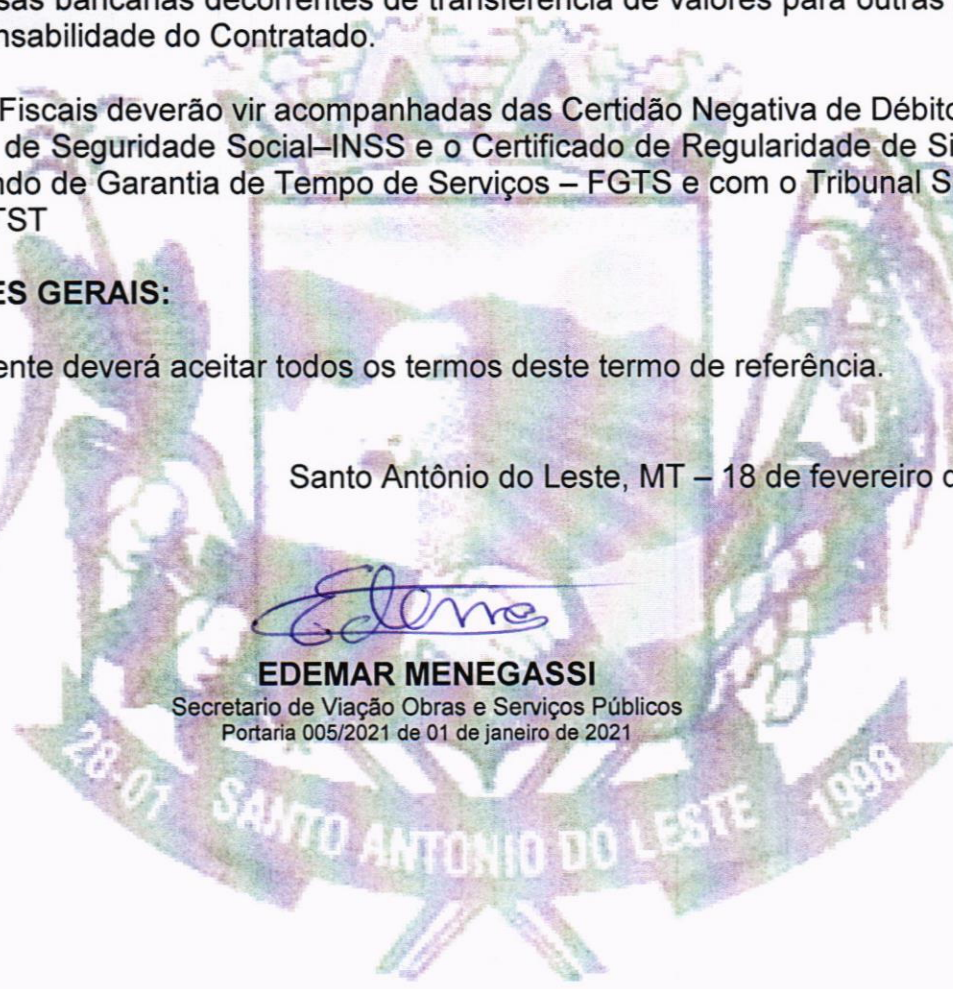 sas bancárias decorrentes de transferência de valores para outras
nsabilidade do Contratado.
Fiscais deverão vir acompanhadas das Certidão Negativa de Débito
de Seguridade Social–INSS e o Certificado de Regularidade de Si
ndo de Garantia de Tempo de Serviços – FGTS e com o Tribunal S
TST
ES GERAIS:
ente deverá aceitar todos os termos deste termo de referência.
Santo Antônio do Leste, MT – 18 de fevereiro d
EDEMAR MENEGASSI
Secretario de Viação Obras e Serviços Públicos
Portaria 005/2021 de 01 de janeiro de 2021
28-01 SANTO ANTONIO DO LESTE 1998